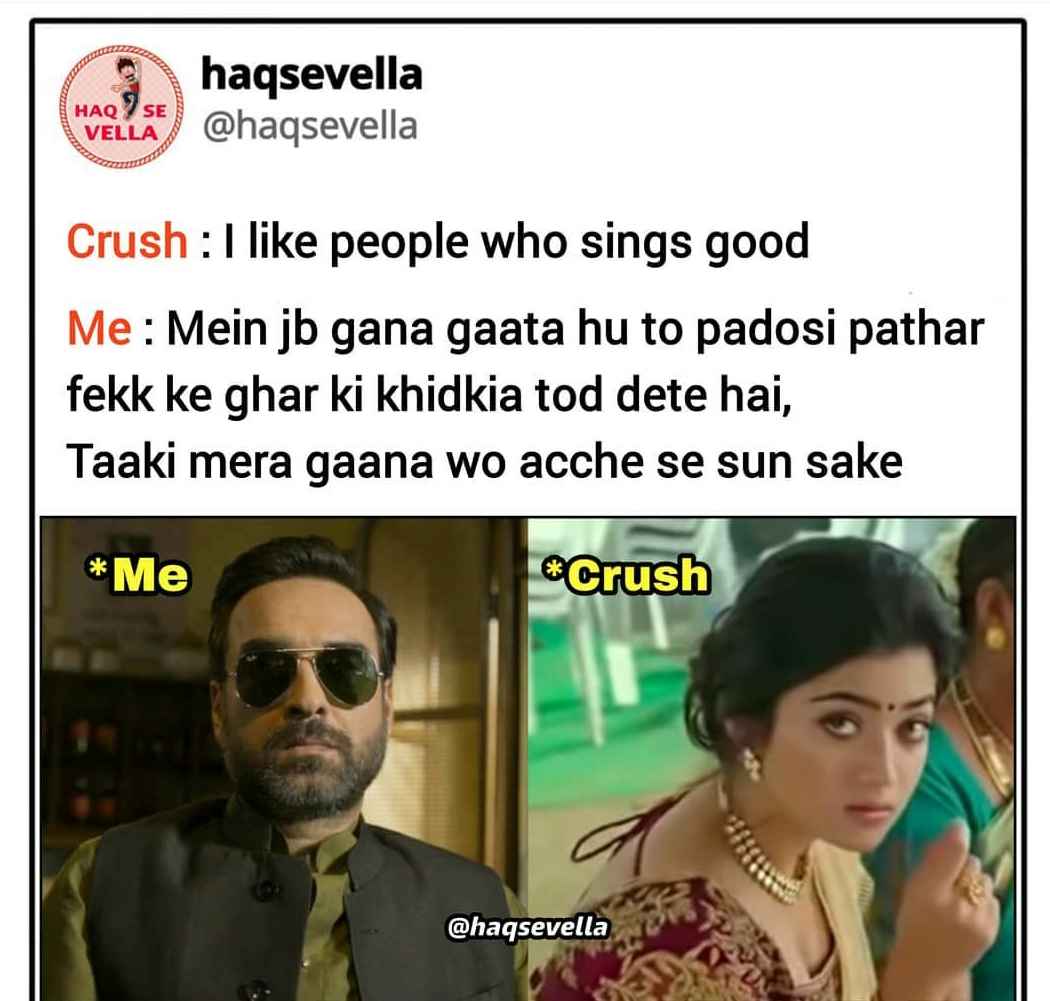 HAQ SE
VELLA
haqsevella
@haqsevella
Crush : I like people who sings good
Me : Mein jb gana gaata hu to padosi pathar
fekk ke ghar ki khidkia tod dete hai,
Taaki mera gaana wo acche se sun sake
*Me
*Crush
@haqsevella